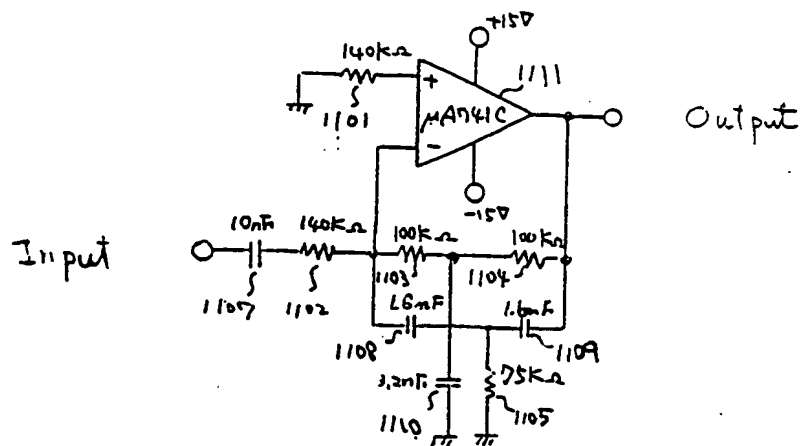 +15V
140KΩ
1111
+
μA741C
1101
Output
-
-15V
10nF
140KΩ
100KΩ
100KΩ
Input
1103
1104
1107
1102
1.6nF
1.6nF
1108
1109
3.2nF
75KΩ
1110
1105